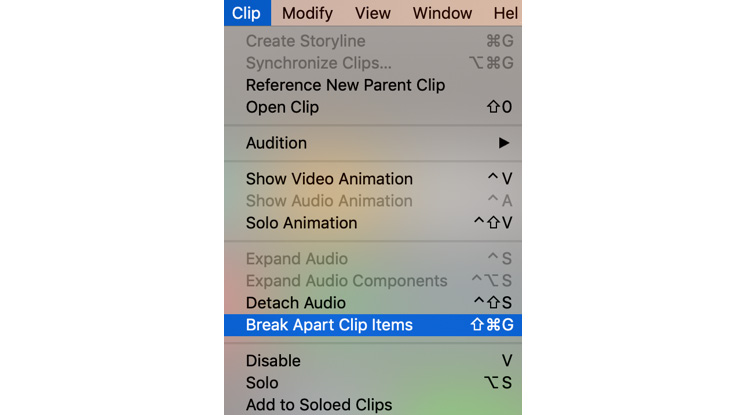 Clip Modify View Window Hel
Create Storyline ⌘G
Synchronize Clips... ⌥⌘G
Reference New Parent Clip
Open Clip ⇧O
Audition ▶
Show Video Animation ^V
Show Audio Animation ^A
Solo Animation ^⇧V
Expand Audio ^S
Expand Audio Components ^⌥S
Detach Audio ^⇧S
Break Apart Clip Items ⇧⌘G
Disable V
Solo ⌥S
Add to Soloed Clips